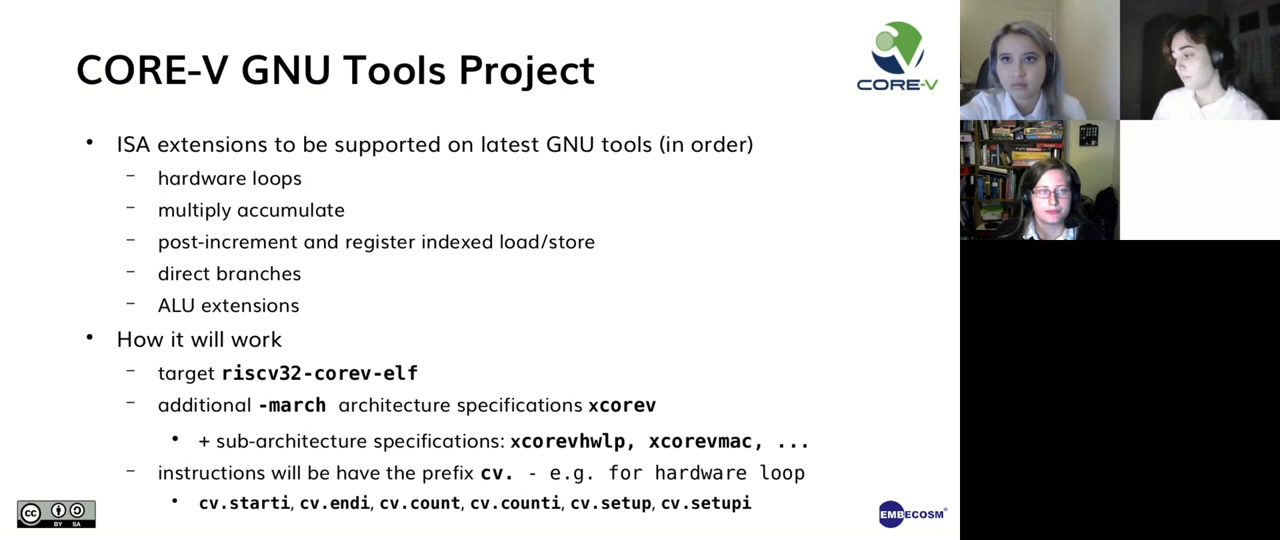 CORE-V GNU Tools Project
CORE-V
• ISA extensions to be supported on latest GNU tools (in order)
– hardware loops
– multiply accumulate
– post-increment and register indexed load/store
– direct branches
– ALU extensions
• How it will work
– target riscv32-corev-elf
– additional -march architecture specifications xcorev
• + sub-architecture specifications: xcorevhwlp, xcorevmac, ...
– instructions will be have the prefix cv. - e.g. for hardware loop
• cv.starti, cv.endi, cv.count, cv.counti, cv.setup, cv.setupi
cc
BY SA
EMBECOSM®